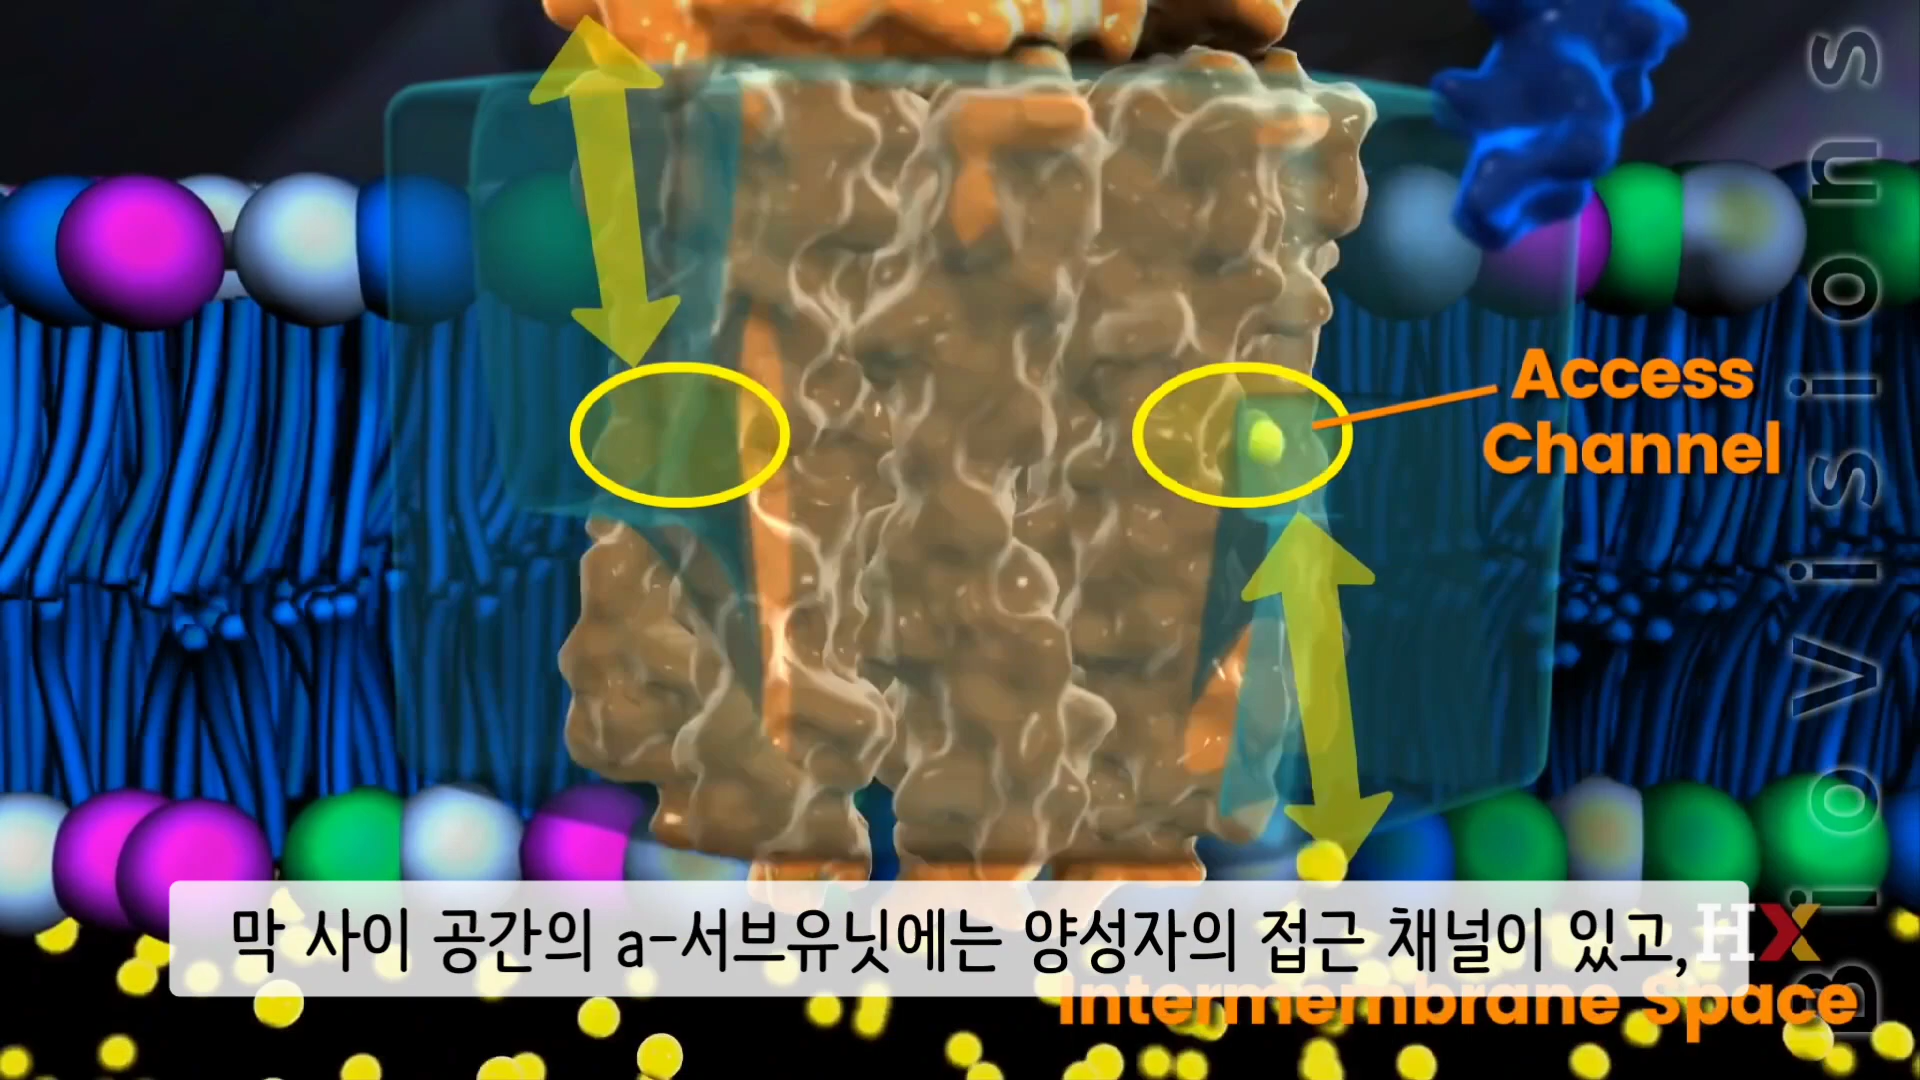 Access
Channel
막 사이 공간의 a-서브유닛에는 양성자의 접근 채널이 있고,
HX
Intermembrane Space
BioVisions